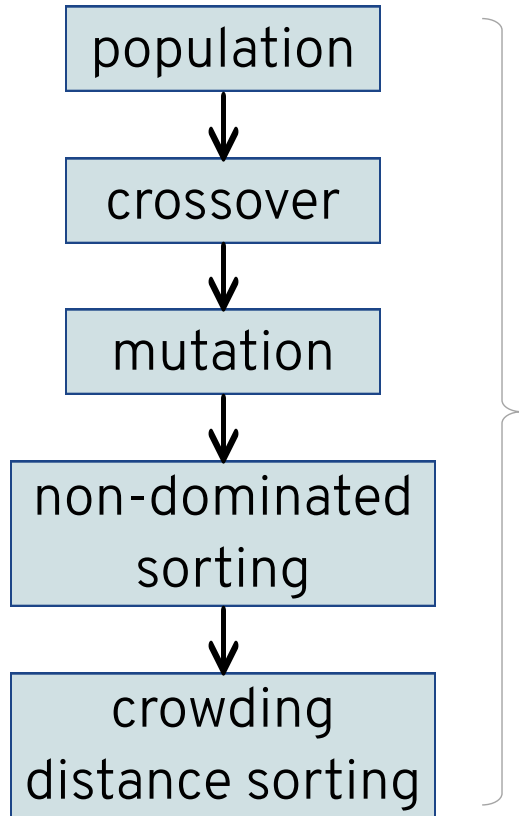 population
crossover
mutation
non-dominated
sorting
crowding
distance sorting